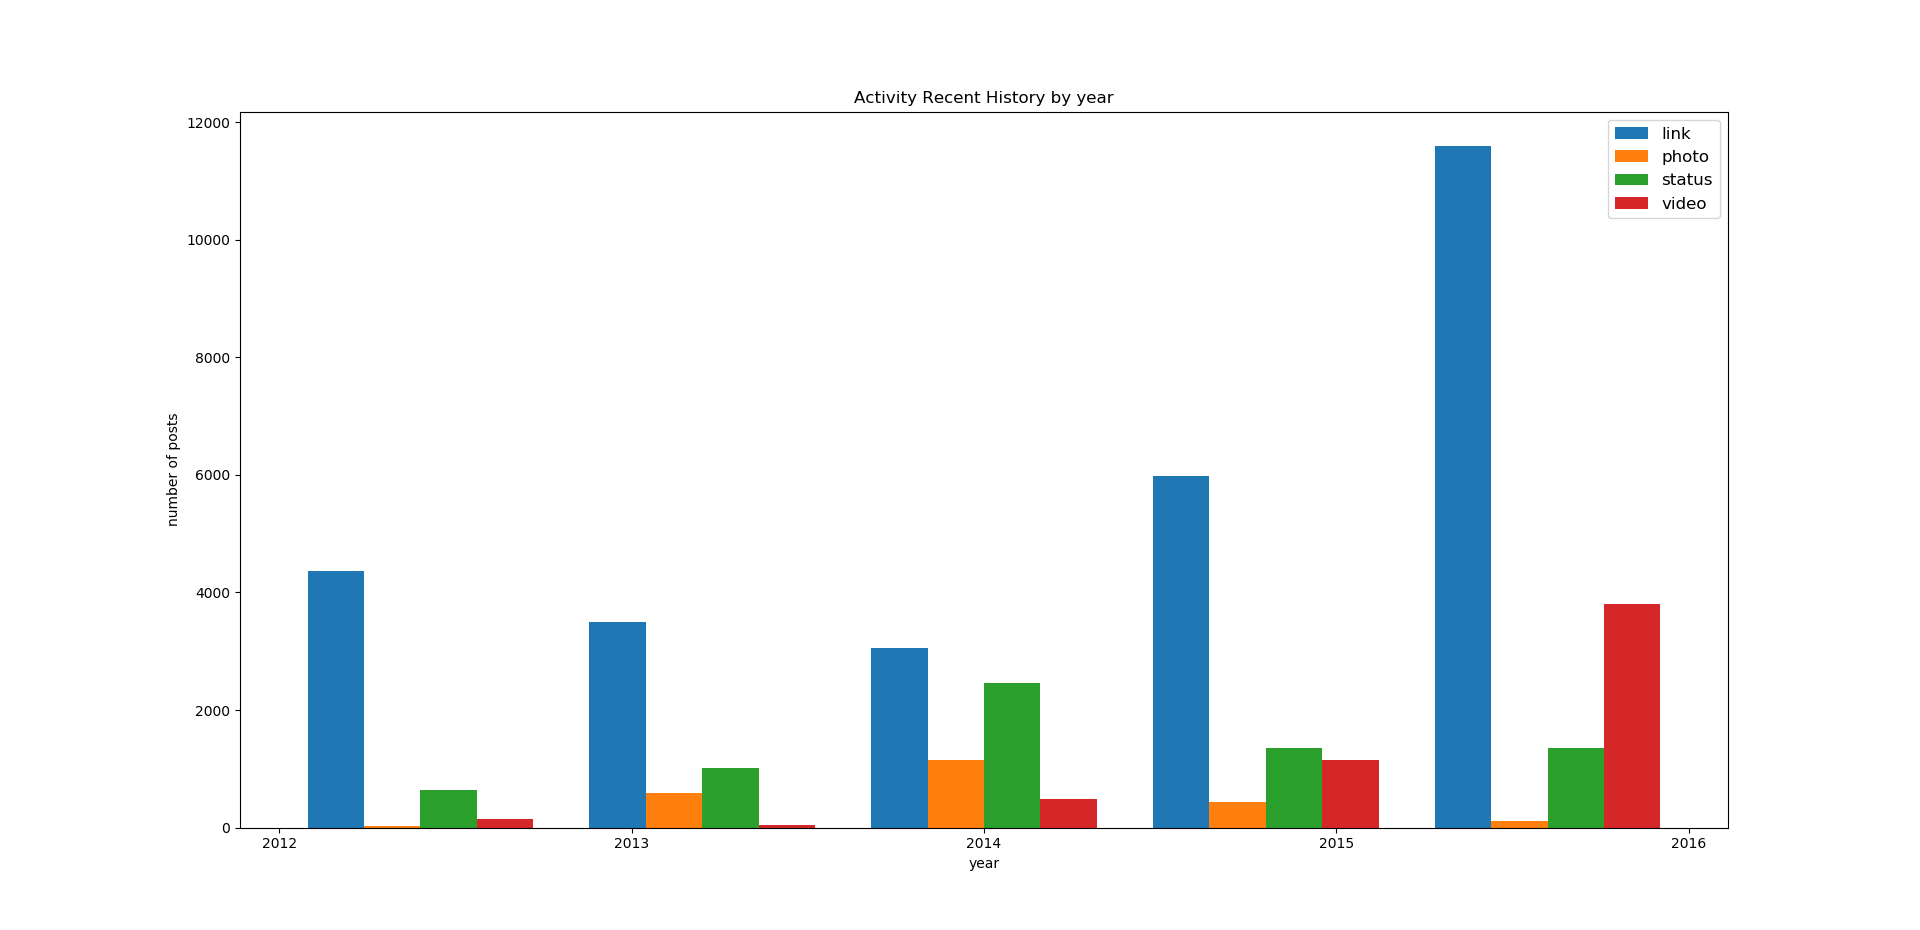 Activity Recent History by year
12000
10000
8000
6000
4000
2000
0
number of posts
link
photo
status
video
2012 2013 2014 2015 2016
year